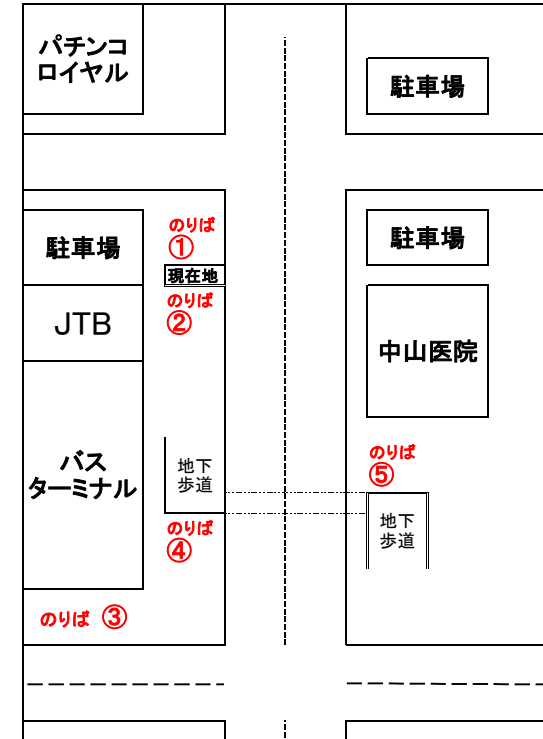 パチンコ
ロイヤル
駐車場
のりば
①
駐車場
現在地
駐車場
のりば
②
JTB
中山医院
バス
ターミナル
地下
歩道
のりば
⑤
のりば
④
地下
歩道
のりば ③